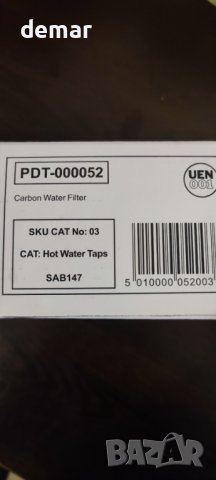 demar
PDT-000052
UEN
001
Carbon Water Filter
SKU CAT No: 03
CAT: Hot Water Taps
SAB147
5 010000 052003
BAZAR